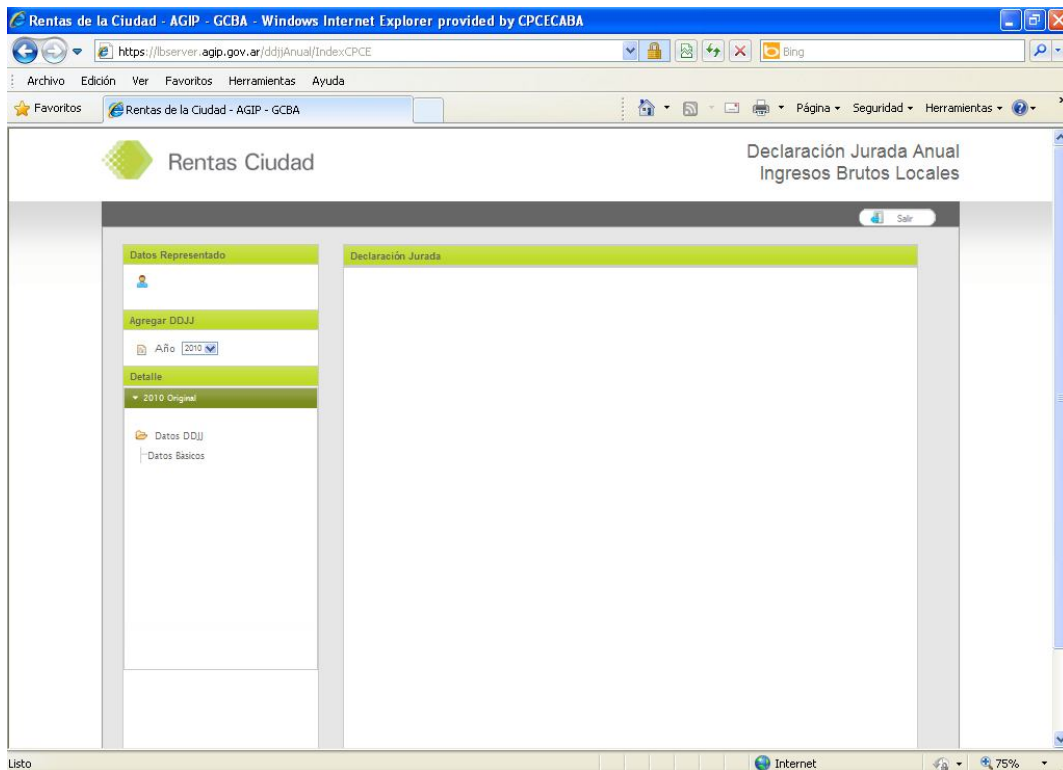 Rentas de la Ciudad - AGIP - GCBA - Windows Internet Explorer provided by CPCECABA
https://lbserver.agip.gov.ar/ddjjAnual/IndexCPCE
Bing
Archivo Edición Ver Favoritos Herramientas Ayuda
Favoritos Rentas de la Ciudad - AGIP - GCBA Página Seguridad Herramientas
Rentas Ciudad
Declaración Jurada Anual
Ingresos Brutos Locales
Salir
Datos Representado
Declaración Jurada
Agregar DDJJ
Año 2010
Detalle
2010 Original
Datos DDJJ
Datos Básicos
Listo Internet 75%